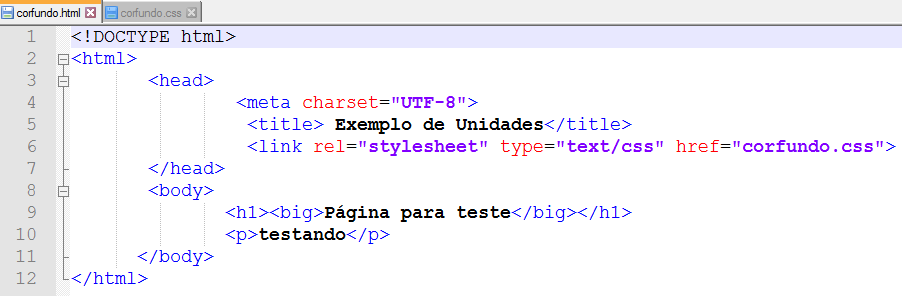 corfundo.html corfundo.css
1 <!DOCTYPE html>
2 <html>
3 <head>
4 <meta charset="UTF-8">
5 <title> Exemplo de Unidades</title>
6 <link rel="stylesheet" type="text/css" href="corfundo.css">
7 </head>
8 <body>
9 <h1><big>Página para teste</big></h1>
10 <p>testando</p>
11 </body>
12 </html>